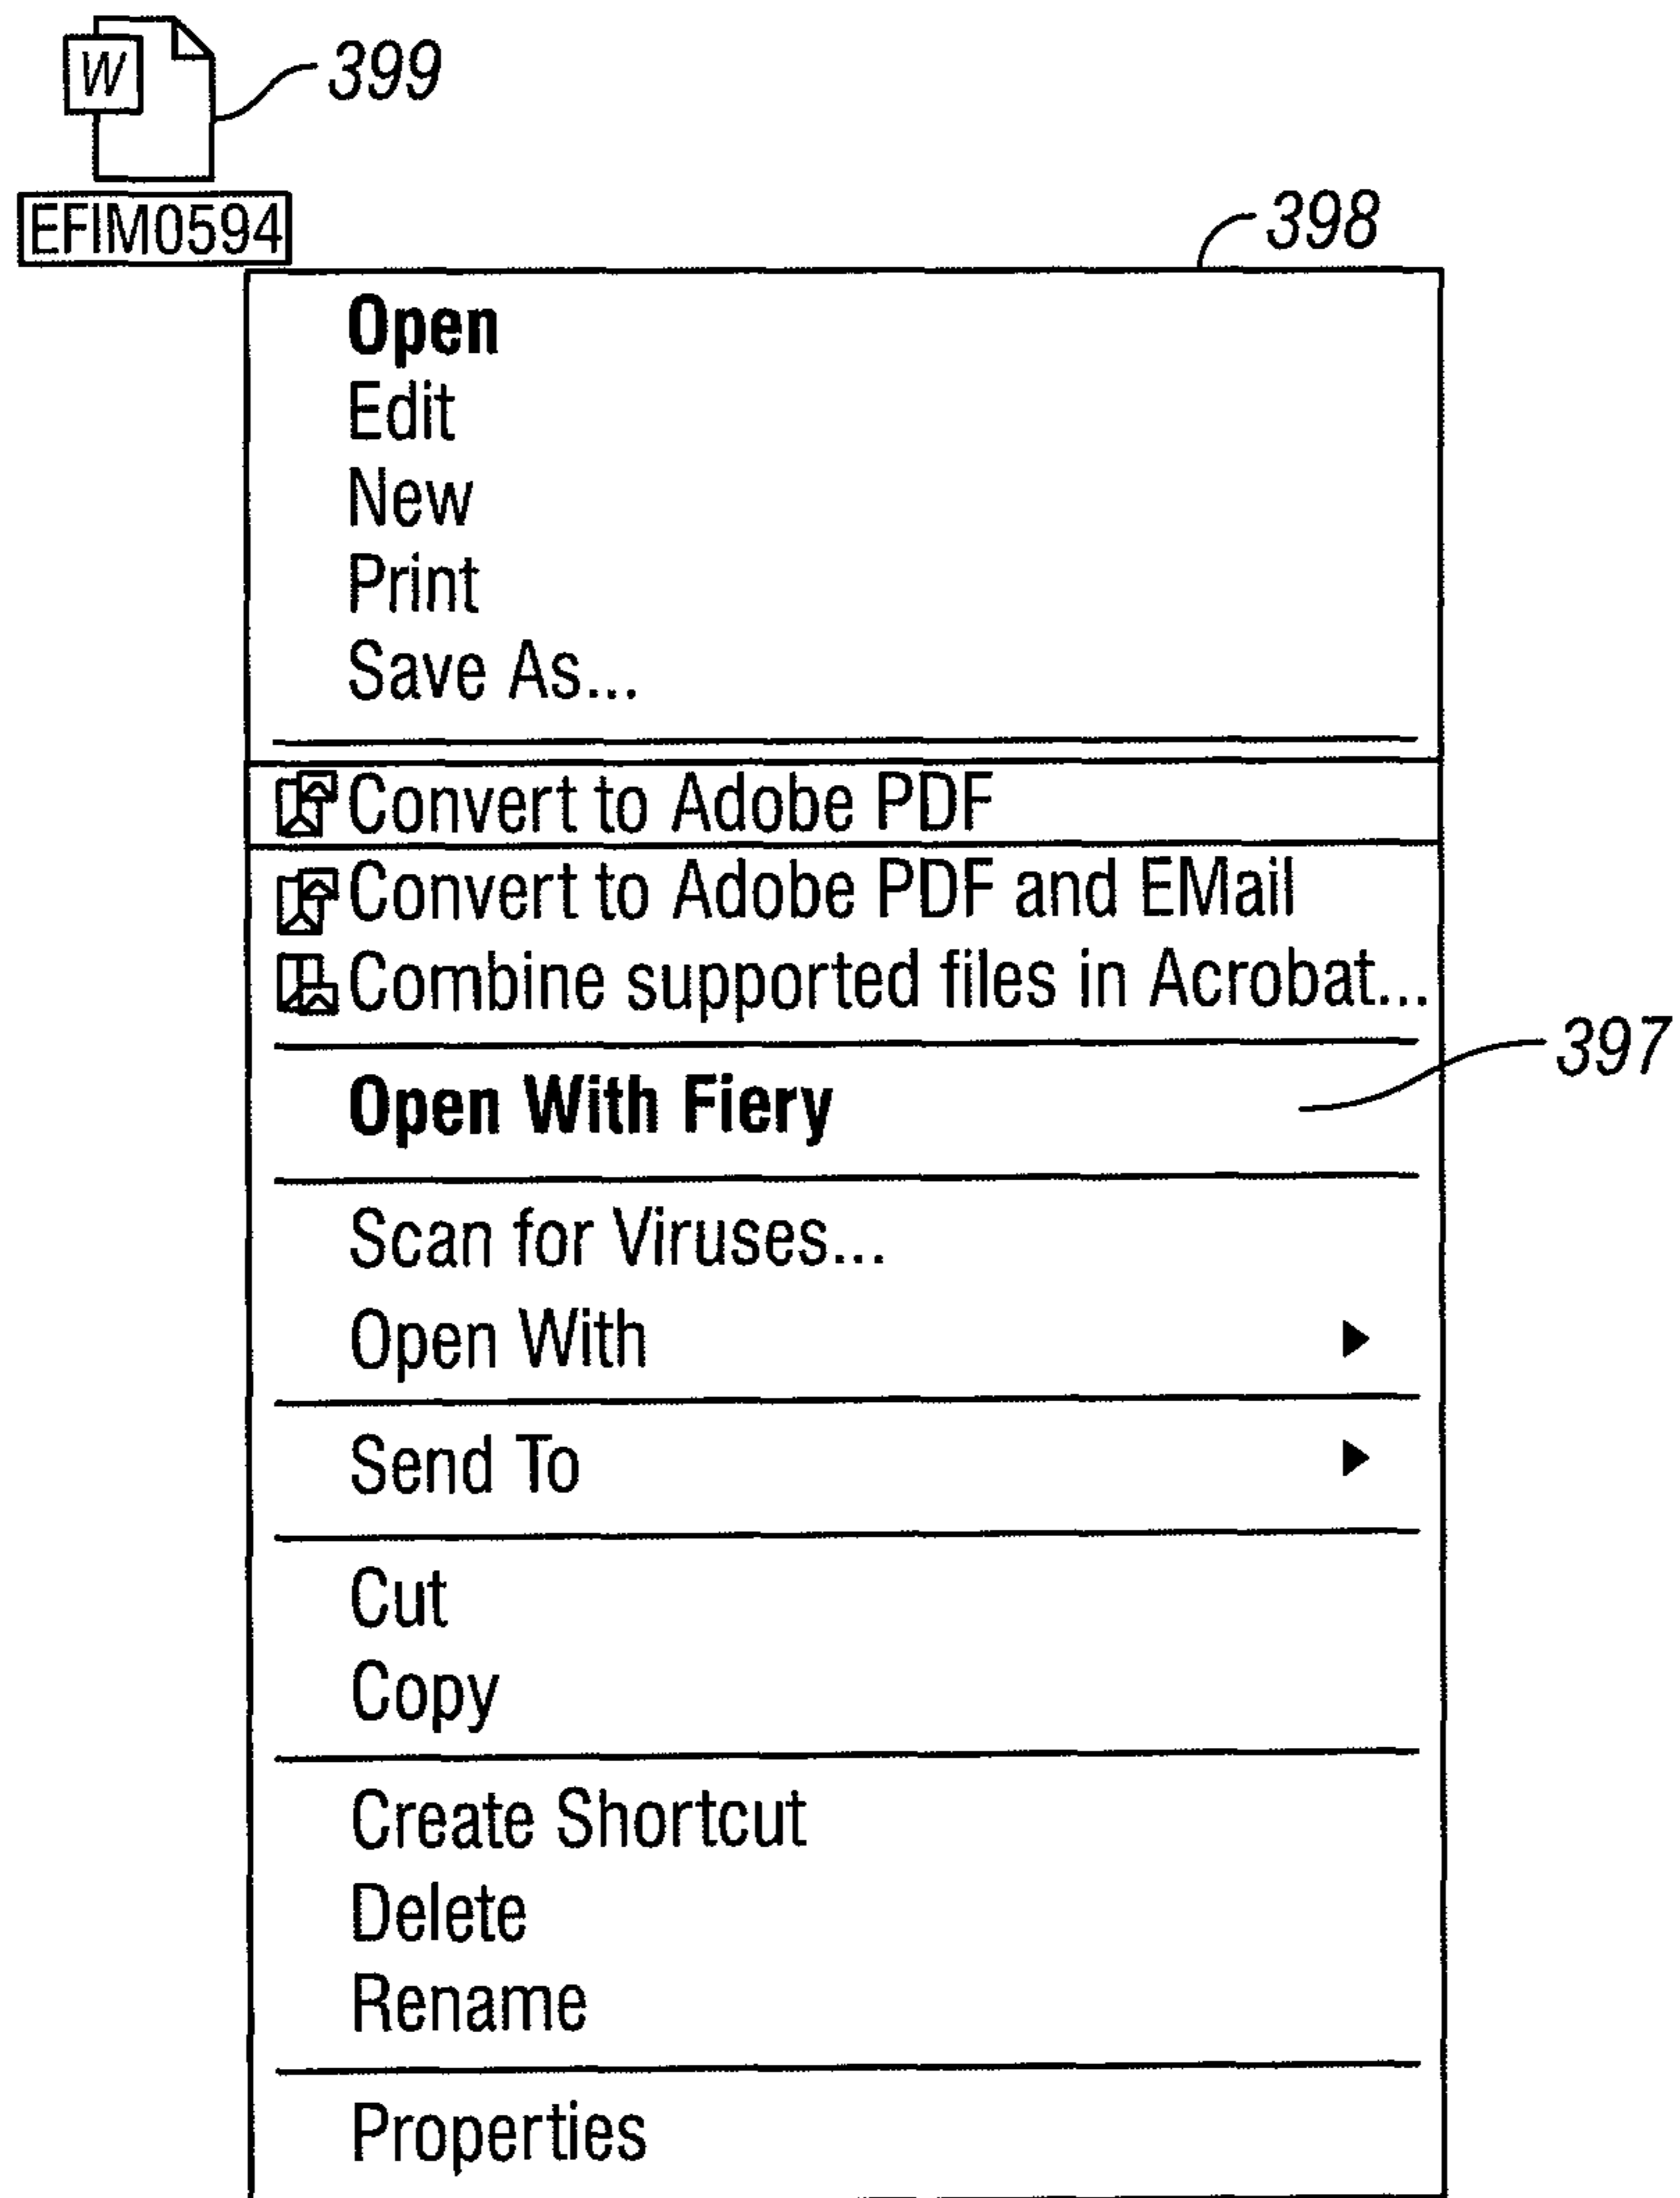 W
399
EFIM0594
398
Open
Edit
New
Print
Save As...
Convert to Adobe PDF
Convert to Adobe PDF and EMail
Combine supported files in Acrobat...
397
Open With Fiery
Scan for Viruses...
Open With
Send To
Cut
Copy
Create Shortcut
Delete
Rename
Properties